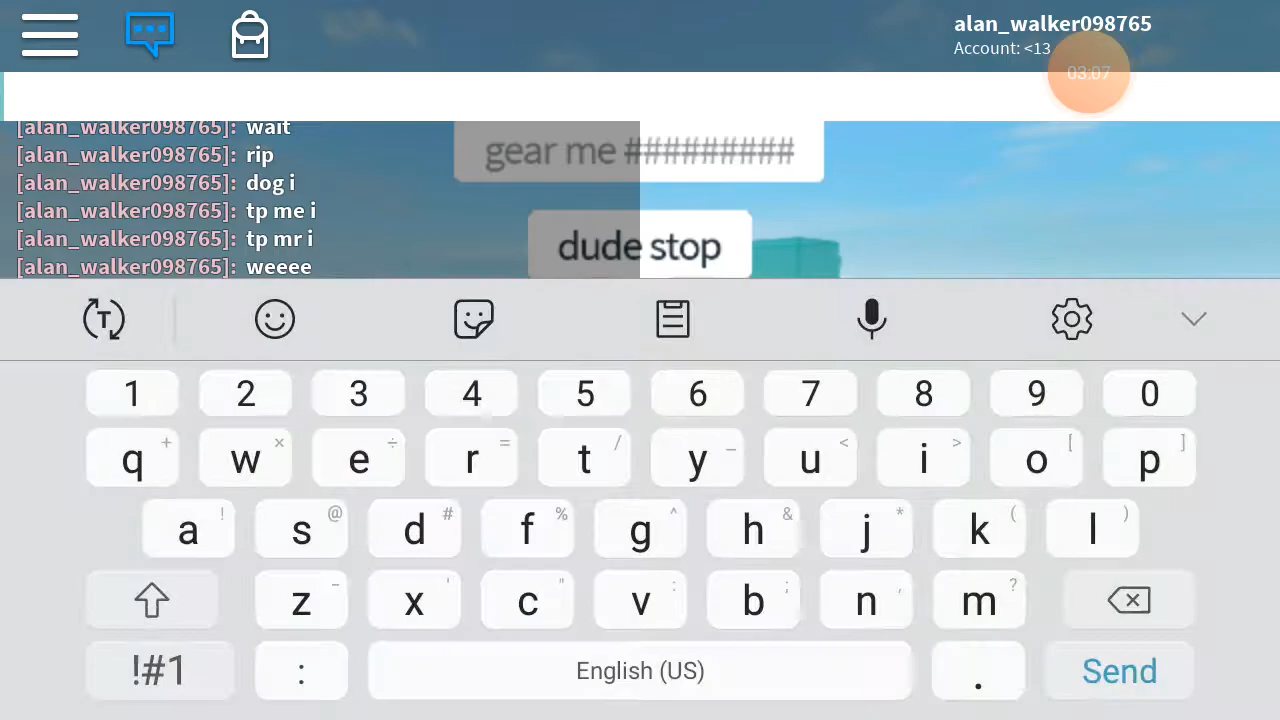 alan_walker098765
Account: <13
03:07
[alan_walker098765]: wait
[alan_walker098765]: rip
[alan_walker098765]: dog i
[alan_walker098765]: tp me i
[alan_walker098765]: tp mr i
[alan_walker098765]: weeee
gear me #########
dude stop
T
1 2 3 4 5 6 7 8 9 0
q + w × e ÷ r = t / y _ u < i > o [ p ]
a ! s @ d # f % g ^ h & j * k ( l )
z - x ' c " v : b ; n , m ?
!#1 : English (US) . Send